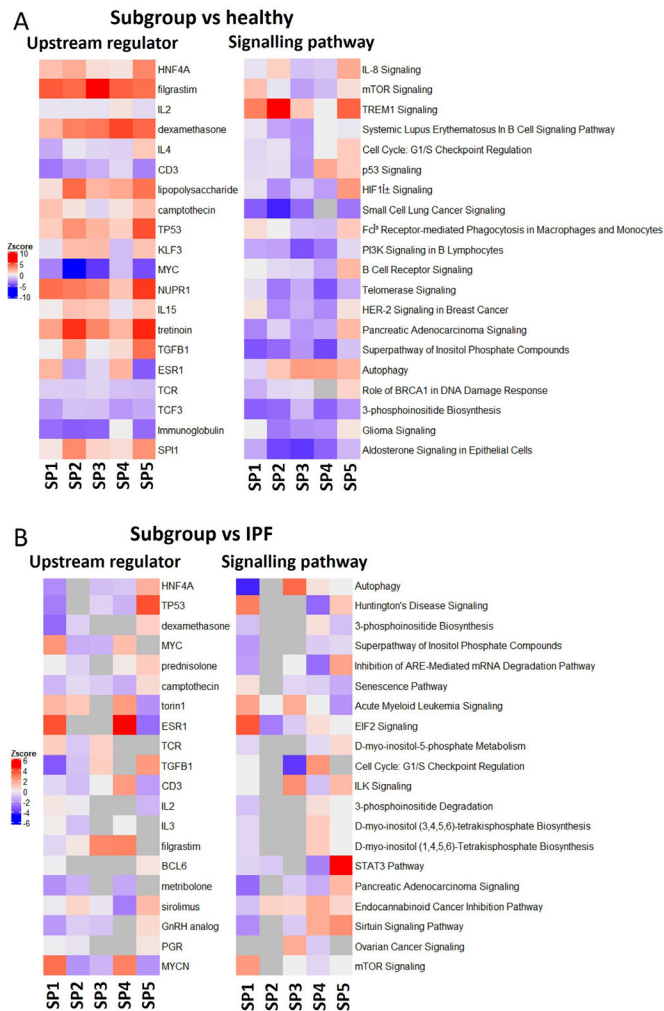 A
Subgroup vs healthy
Upstream regulator
HNF4A
filgrastim
IL2
dexamethasone
IL4
CD3
lipopolysaccharide
camptothecin
TP53
KLF3
MYC
NUPR1
IL15
tretinoin
TGFB1
ESR1
TCR
TCF3
Immunoglobulin
SPI1
Zscore
10
5
0
-5
-10
SP1 SP2 SP3 SP4 SP5
Signalling pathway
IL-8 Signaling
mTOR Signaling
TREM1 Signaling
Systemic Lupus Erythematosus In B Cell Signaling Pathway
Cell Cycle: G1/S Checkpoint Regulation
p53 Signaling
Signaling
Small Cell Lung Cancer Signaling
Receptor-mediated Phagocytosis in Macrophages and Monocytes
PI3K Signaling in B Lymphocytes
B Cell Receptor Signaling
Telomerase Signaling
HER-2 Signaling in Breast Cancer
Pancreatic Adenocarcinoma Signaling
Superpathway of Inositol Phosphate Compounds
Autophagy
Role of BRCA1 in DNA Damage Response
3-phosphoinositide Biosynthesis
Glioma Signaling
Aldosterone Signaling in Epithelial Cells
SP1 SP2 SP3 SP4 SP5
B
Subgroup vs IPF
Upstream regulator
HNF4A
TP53
dexamethasone
MYC
prednisolone
camptothecin
torin1
ESR1
TCR
TGFB1
CD3
IL2
IL3
filgrastim
BCL6
metribolone
sirolimus
GnRH analog
PGR
MYCN
Zscore
6
4
2
0
-2
-4
-6
SP1 SP2 SP3 SP4 SP5
Signalling pathway
Autophagy
Huntington's Disease Signaling
3-phosphoinositide Biosynthesis
Superpathway of Inositol Phosphate Compounds
Inhibition of ARE-Mediated mRNA Degradation Pathway
Senescence Pathway
Acute Myeloid Leukemia Signaling
EIF2 Signaling
D-myo-inositol-5-phosphate Metabolism
Cell Cycle: G1/S Checkpoint Regulation
ILK Signaling
3-phosphoinositide Degradation
D-myo-inositol (3,4,5,6)-tetrakisphosphate Biosynthesis
D-myo-inositol (1,4,5,6)-Tetrakisphosphate Biosynthesis
STAT3 Pathway
Pancreatic Adenocarcinoma Signaling
Endocannabinoid Cancer Inhibition Pathway
Sirtuin Signaling Pathway
Ovarian Cancer Signaling
mTOR Signaling
SP1 SP2 SP3 SP4 SP5